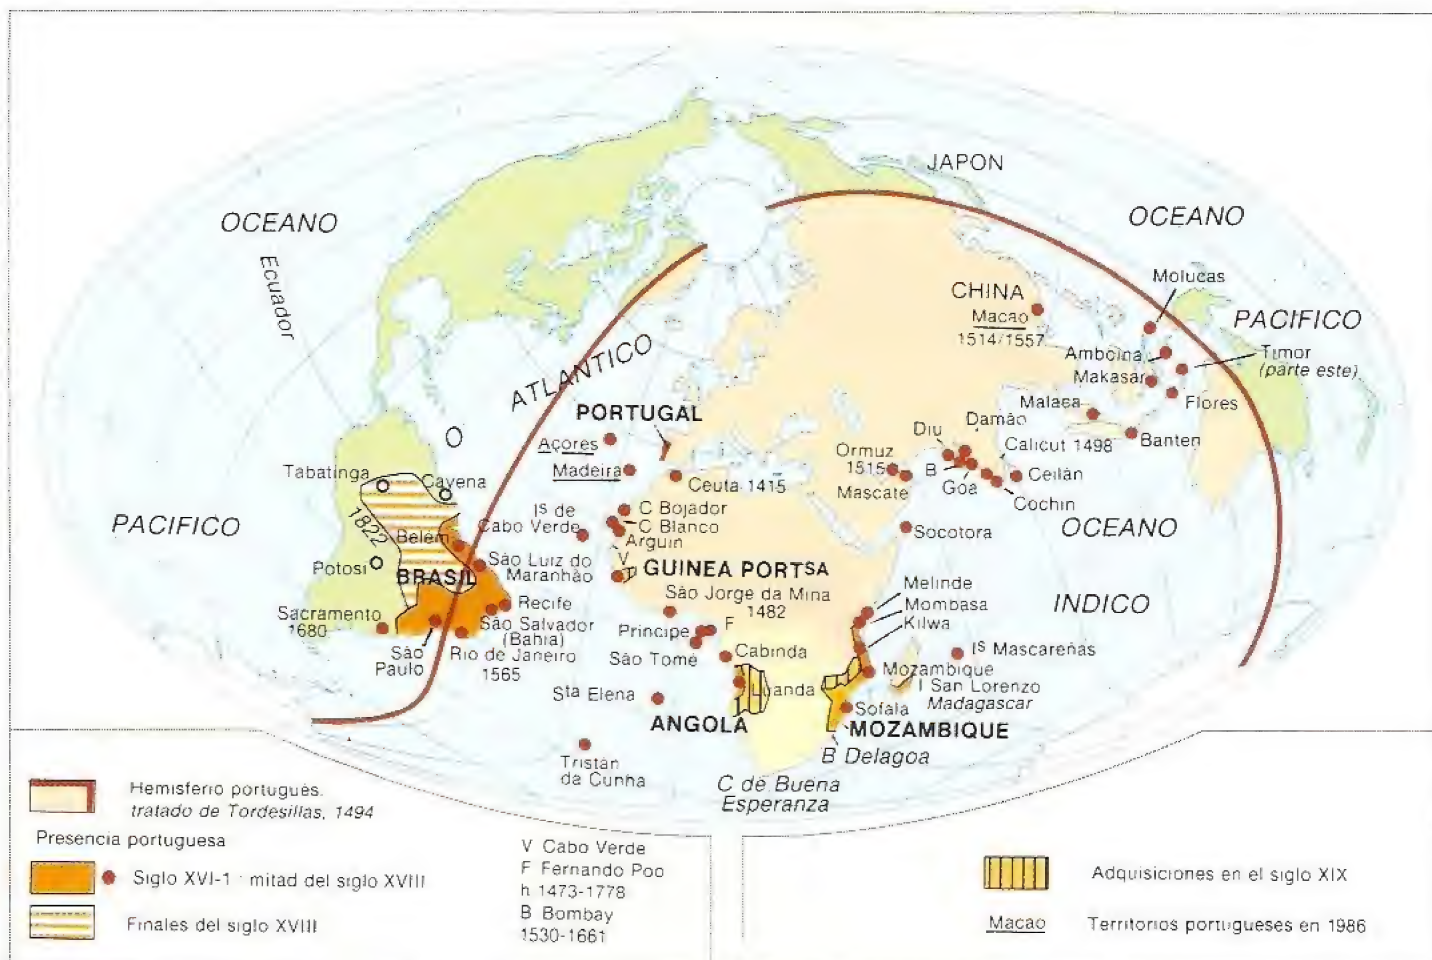 JAPON
OCEANO
OCEANO
Ecuador
Molucas
CHINA
Macao
1514/1557
PACIFICO
ATLANTICO
Amboina
Makasar
Timor
(parte este)
PORTUGAL
Malaca
Flores
Damão
Diu
Açores
Calicut 1498
Banten
Ormuz
1515
B
Madeira
Tabatinga
Cayena
Ceuta 1415
Mascate
Goa
Ceilán
Cochin
Is de
Cabo Verde
C Bojador
C Blanco
Arguin
PACIFICO
1822
Belém
Socotora
OCEANO
V
São Luiz do
Maranhão
Potosi
BRASIL
GUINEA PORTSA
São Jorge da Mina
1482
Melinde
Mombasa
Kilwa
INDICO
Sacramento
1680
Recife
São Salvador
(Bahia)
Principe
F
São Tomé
Cabinda
São
Paulo
Rio de Janeiro
1565
Is Mascareñas
Mozambique
I San Lorenzo
Madagascar
Sta Elena
Luanda
Sofala
ANGOLA
MOZAMBIQUE
B Delagoa
Tristán
da Cunha
C de Buena
Esperanza
Hemisferio portugués.
tratado de Tordesillas, 1494
Presencia portuguesa
Siglo XVI-1 mitad del siglo XVIII
Finales del siglo XVIII
V Cabo Verde
F Fernando Poo
h 1473-1778
B Bombay
1530-1661
Adquisiciones en el siglo XIX
Macao
Territorios portugueses en 1986